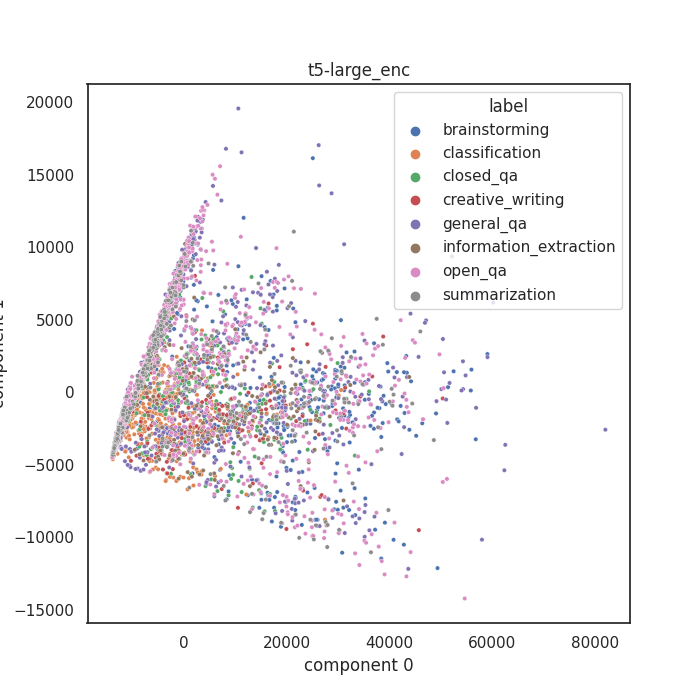 t5-large_enc
label
brainstorming
classification
closed_qa
creative_writing
general_qa
information_extraction
open_qa
summarization
20000
15000
10000
5000
0
−5000
−10000
−15000
component 1
0 20000 40000 60000 80000
component 0